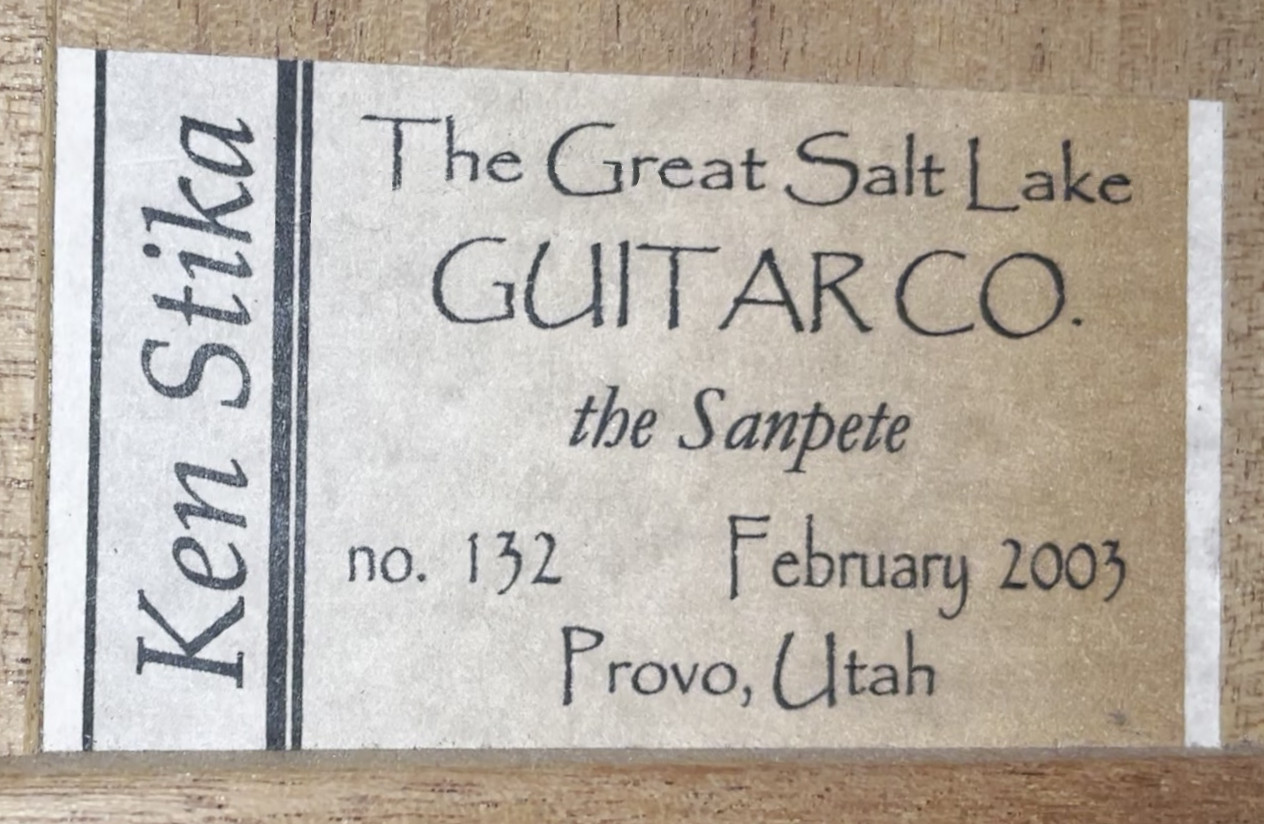 Ken Stika
The Great Salt Lake
GUITAR CO.
the Sanpete
no. 132 February 2003
Provo, Utah